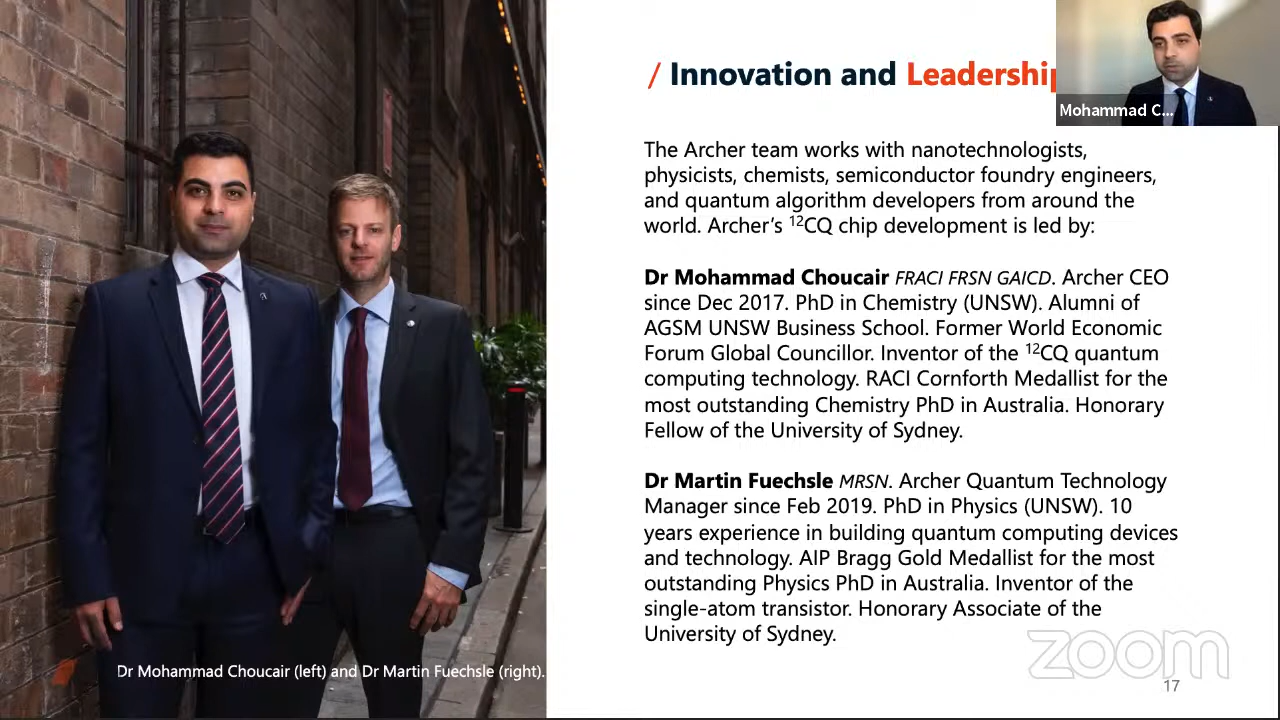 / Innovation and Leadership
Mohammad C...
The Archer team works with nanotechnologists,
physicists, chemists, semiconductor foundry engineers,
and quantum algorithm developers from around the
world. Archer’s ¹²CQ chip development is led by:
Dr Mohammad Choucair FRACI FRSN GAICD. Archer CEO
since Dec 2017. PhD in Chemistry (UNSW). Alumni of
AGSM UNSW Business School. Former World Economic
Forum Global Councillor. Inventor of the ¹²CQ quantum
computing technology. RACI Cornforth Medallist for the
most outstanding Chemistry PhD in Australia. Honorary
Fellow of the University of Sydney.
Dr Martin Fuechsle MRSN. Archer Quantum Technology
Manager since Feb 2019. PhD in Physics (UNSW). 10
years experience in building quantum computing devices
and technology. AIP Bragg Gold Medallist for the most
outstanding Physics PhD in Australia. Inventor of the
single-atom transistor. Honorary Associate of the
University of Sydney.
Dr Mohammad Choucair (left) and Dr Martin Fuechsle (right).
zoom
17